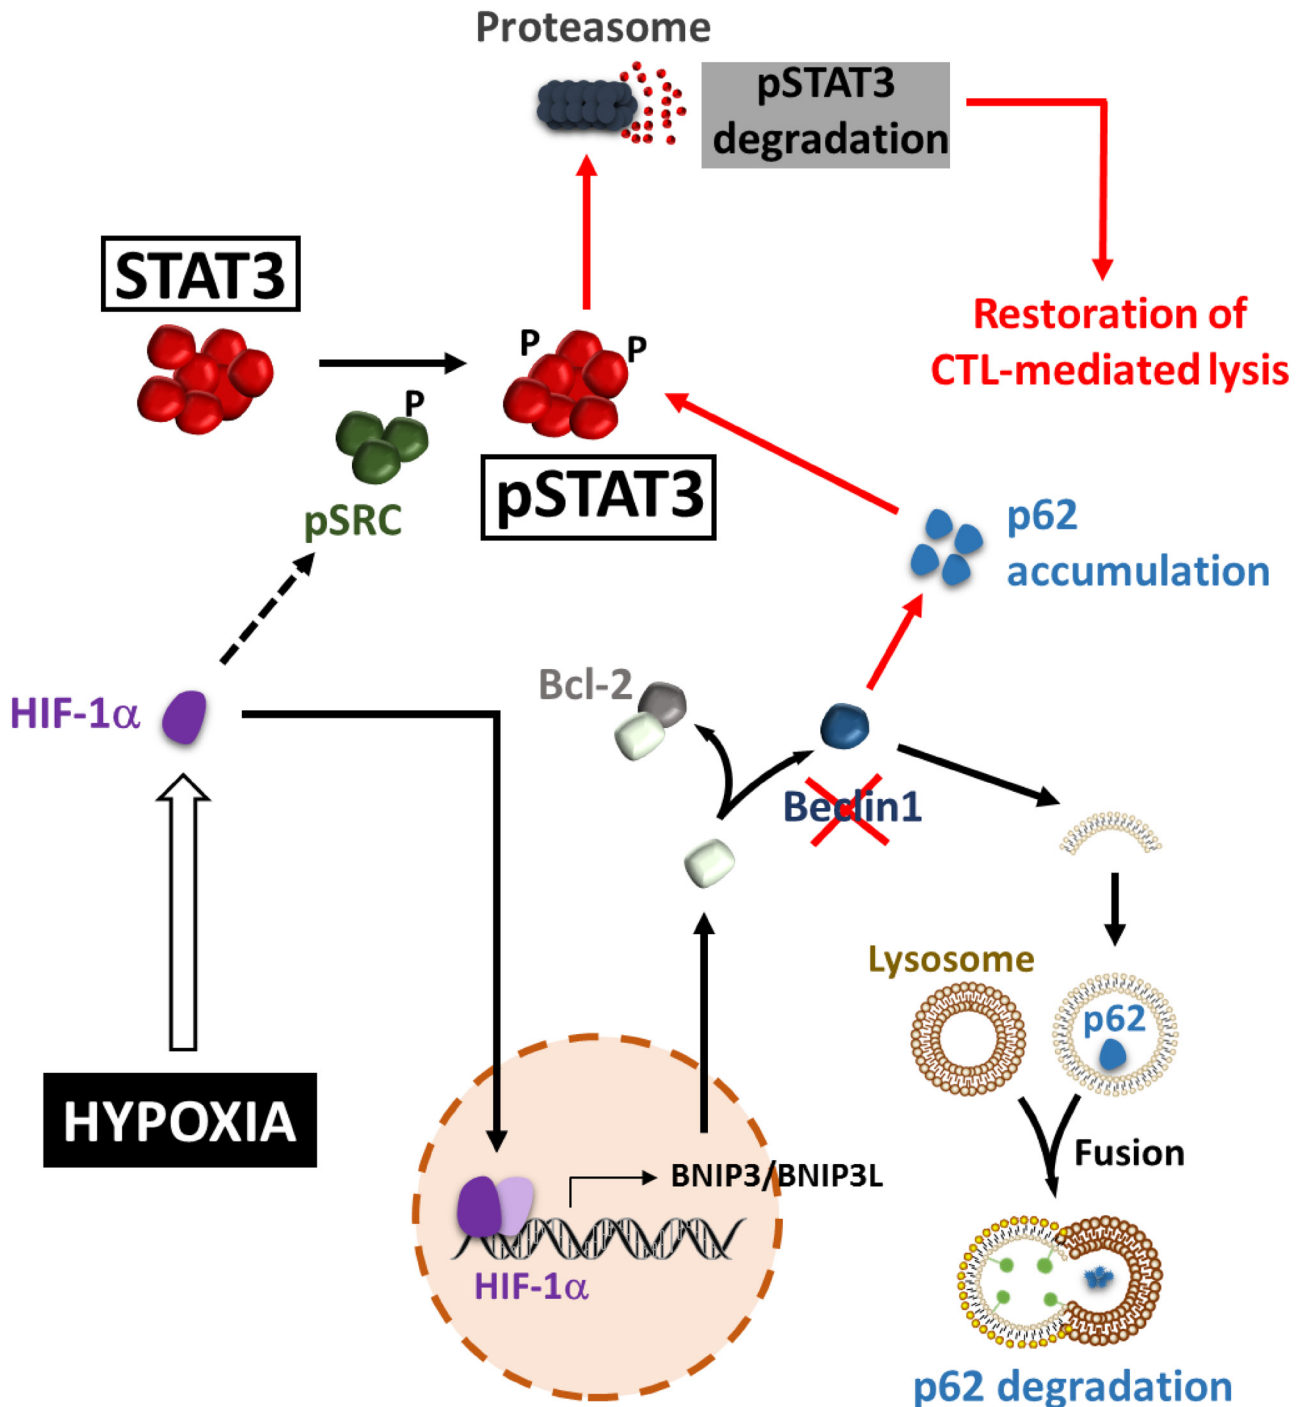 Proteasome
pSTAT3
degradation
STAT3
P
P
Restoration of
CTL-mediated lysis
P
pSTAT3
pSRC
p62
accumulation
Bcl-2
HIF-1α
Beclin1
Lysosome
p62
HYPOXIA
Fusion
BNIP3/BNIP3L
HIF-1α
p62 degradation